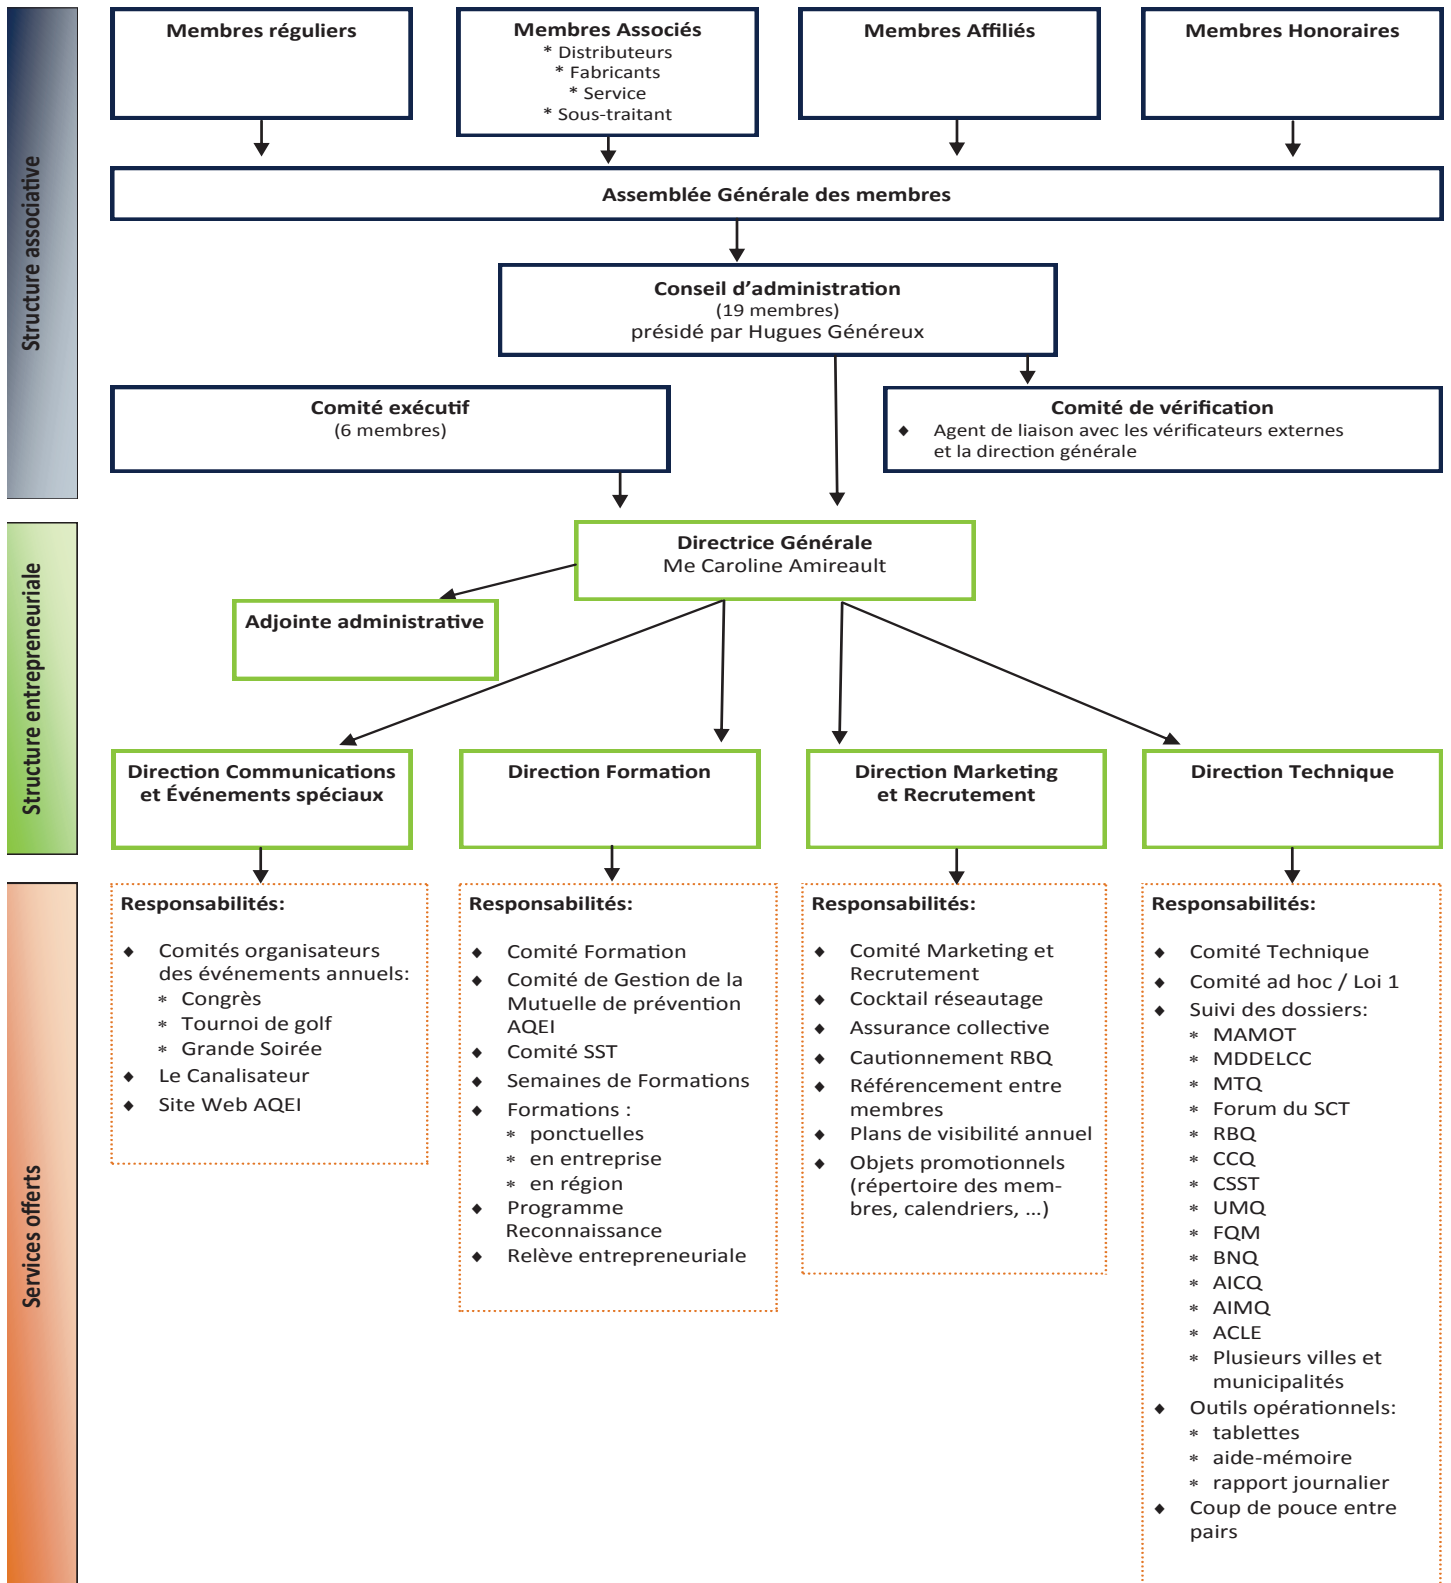 Structure associative
Membres réguliers
Membres Associés
* Distributeurs
* Fabricants
* Service
* Sous-traitant
Membres Affiliés
Membres Honoraires
Assemblée Générale des membres
Conseil d’administration
(19 membres)
présidé par Hugues Généreux
Comité exécutif
(6 membres)
Comité de vérification
◆ Agent de liaison avec les vérificateurs externes
et la direction générale
Structure entrepreneuriale
Directrice Générale
Me Caroline Amireault
Adjointe administrative
Direction Communications
et Événements spéciaux
Direction Formation
Direction Marketing
et Recrutement
Direction Technique
Services offerts
Responsabilités:
◆ Comités organisateurs
des événements annuels:
* Congrès
* Tournoi de golf
* Grande Soirée
◆ Le Canalisateur
◆ Site Web AQEI
Responsabilités:
◆ Comité Formation
◆ Comité de Gestion de la
Mutuelle de prévention
AQEI
◆ Comité SST
◆ Semaines de Formations
◆ Formations :
* ponctuelles
* en entreprise
* en région
◆ Programme
Reconnaissance
◆ Relève entrepreneuriale
Responsabilités:
◆ Comité Marketing et
Recrutement
◆ Cocktail réseautage
◆ Assurance collective
◆ Cautionnement RBQ
◆ Référencement entre
membres
◆ Plans de visibilité annuel
◆ Objets promotionnels
(répertoire des mem-
bres, calendriers, ...)
Responsabilités:
◆ Comité Technique
◆ Comité ad hoc / Loi 1
◆ Suivi des dossiers:
* MAMOT
* MDDELCC
* MTQ
* Forum du SCT
* RBQ
* CCQ
* CSST
* UMQ
* FQM
* BNQ
* AICQ
* AIMQ
* ACLE
* Plusieurs villes et
municipalités
◆ Outils opérationnels:
* tablettes
* aide-mémoire
* rapport journalier
◆ Coup de pouce entre
pairs